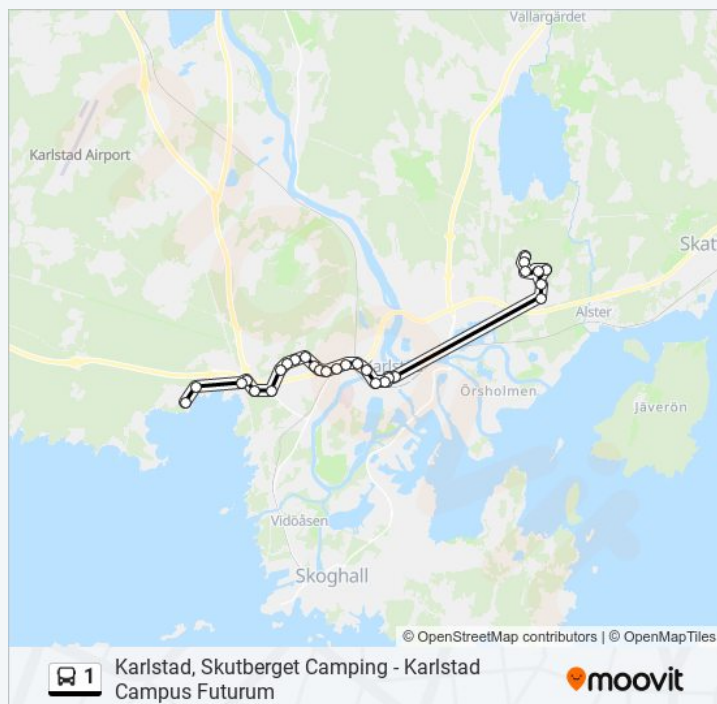 Vallargärdet
Karlstad Airport
Skat
Alster
Karlst
Örsholmen
Jäverön
Vidöåsen
Skoghall
© OpenStreetMap contributors | © OpenMapTiles
1
Karlstad, Skutberget Camping - Karlstad
Campus Futurum
moovit